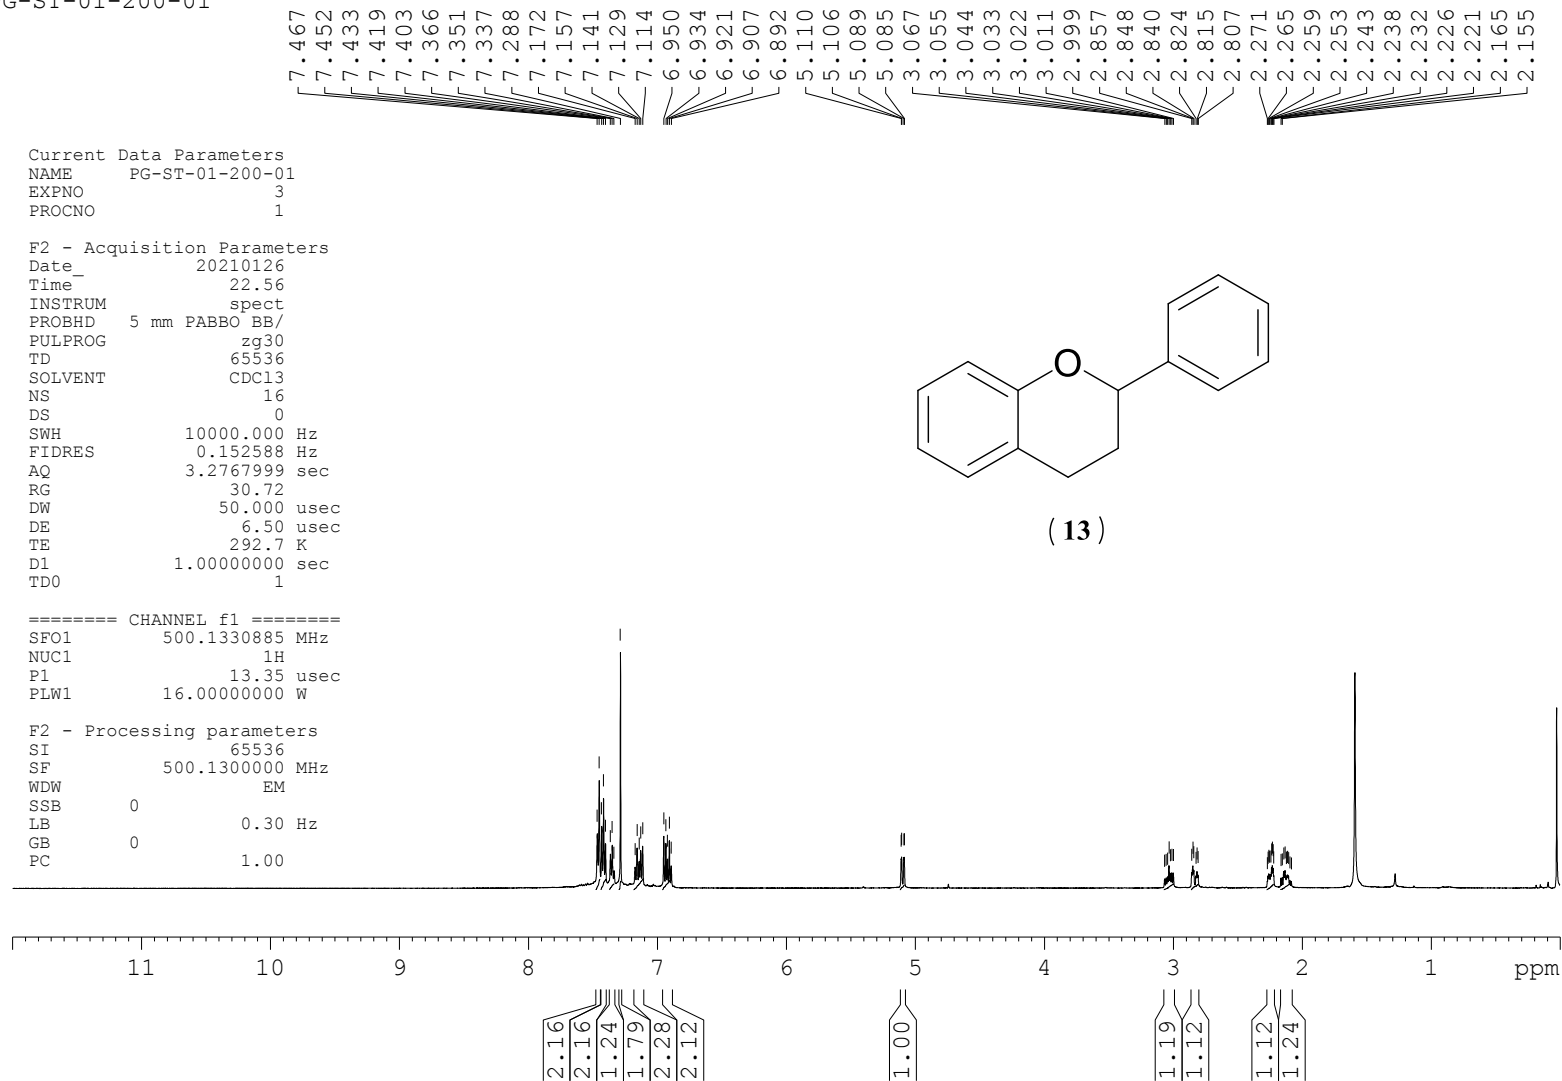 G-ST-01-200-01
7.467
7.452
7.433
7.419
7.403
7.366
7.351
7.337
7.288
7.172
7.157
7.141
7.129
7.114
6.950
6.934
6.921
6.907
6.892
5.110
5.106
5.089
5.085
3.067
3.055
3.044
3.033
3.022
3.011
2.999
2.857
2.848
2.840
2.824
2.815
2.807
2.271
2.265
2.259
2.253
2.243
2.238
2.232
2.226
2.221
2.165
2.155
Current Data Parameters
NAME PG-ST-01-200-01
EXPNO 3
PROCNO 1
F2 - Acquisition Parameters
Date_ 20210126
Time 22.56
INSTRUM spect
PROBHD 5 mm PABBO BB/
PULPROG zg30
TD 65536
SOLVENT CDCl3
NS 16
DS 0
SWH 10000.000 Hz
FIDRES 0.152588 Hz
AQ 3.2767999 sec
RG 30.72
DW 50.000 usec
DE 6.50 usec
TE 292.7 K
D1 1.00000000 sec
TD0 1
======== CHANNEL f1 ========
SFO1 500.1330885 MHz
NUC1 1H
P1 13.35 usec
PLW1 16.00000000 W
F2 - Processing parameters
SI 65536
SF 500.1300000 MHz
WDW EM
SSB 0
LB 0.30 Hz
GB 0
PC 1.00
O
(13)
11 10 9 8 7 6 5 4 3 2 1 ppm
2.16
2.16
1.24
1.79
2.28
2.12
1.00
1.19
1.12
1.12
1.24